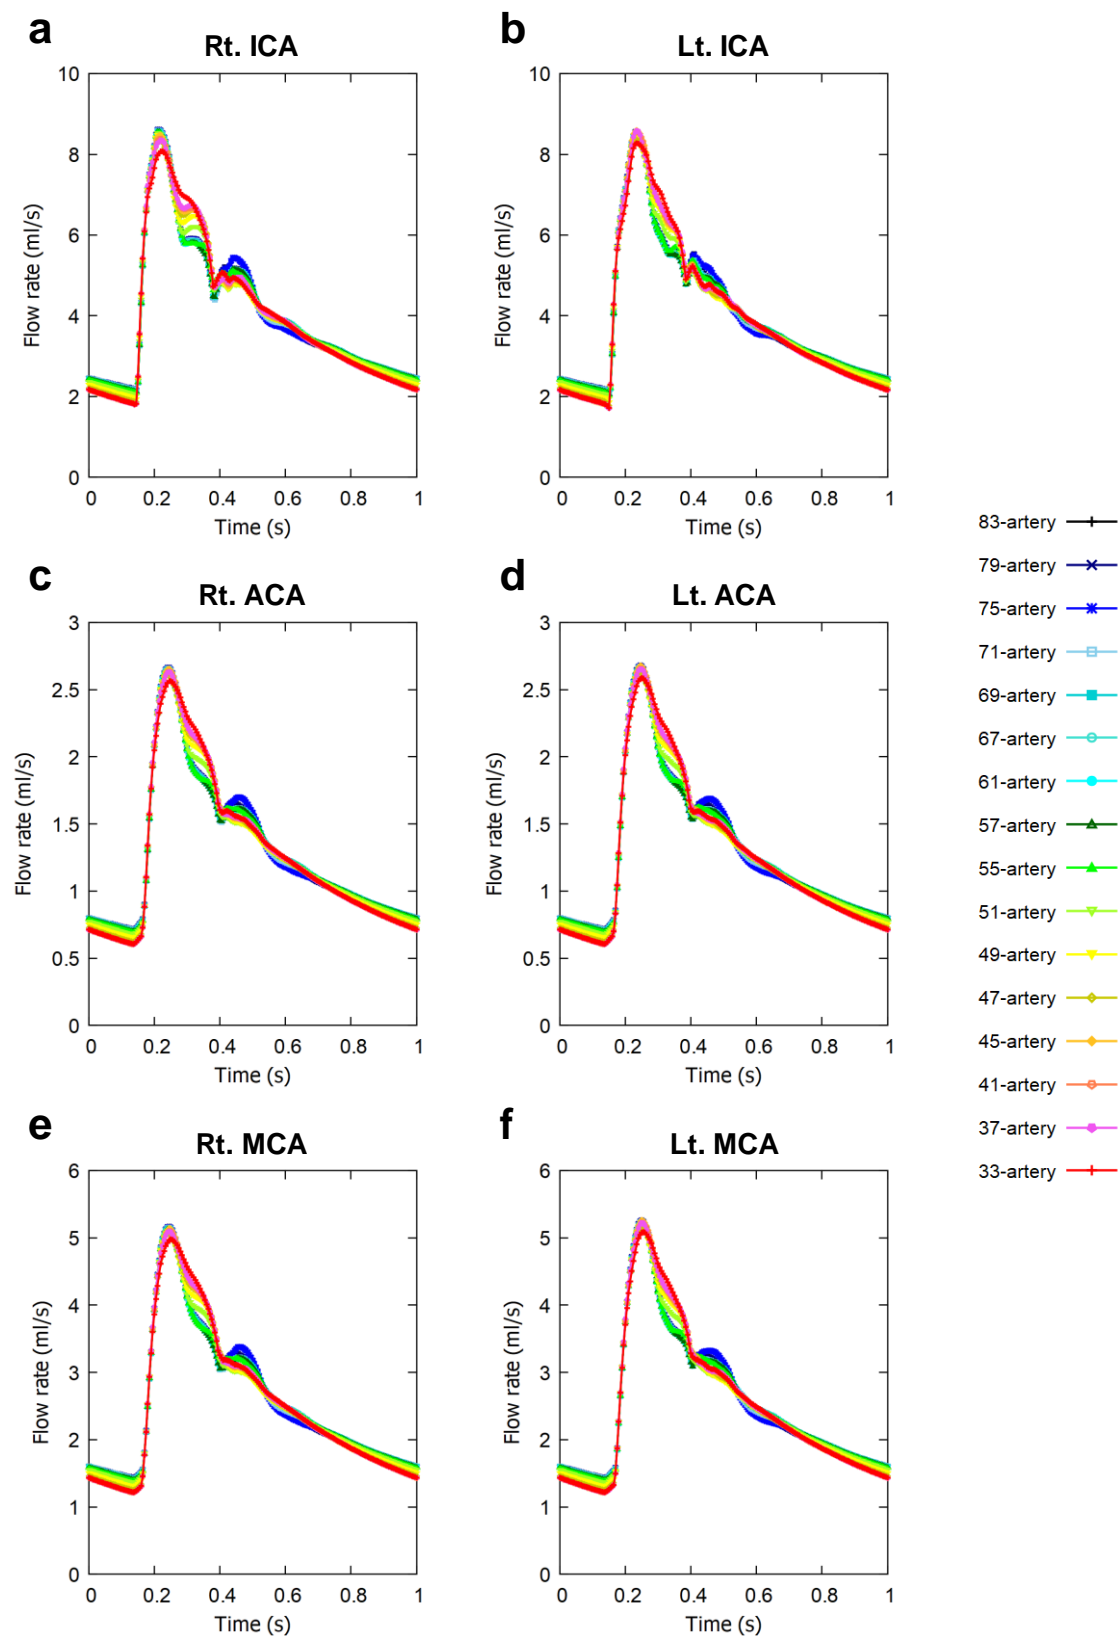 a
Rt. ICA
10
8
6
4
2
0
Flow rate (ml/s)
0 0.2 0.4 0.6 0.8 1
Time (s)
b
Lt. ICA
10
8
6
4
2
0
Flow rate (ml/s)
0 0.2 0.4 0.6 0.8 1
Time (s)
c
Rt. ACA
3
2.5
2
1.5
1
0.5
0
Flow rate (ml/s)
0 0.2 0.4 0.6 0.8 1
Time (s)
d
Lt. ACA
3
2.5
2
1.5
1
0.5
0
Flow rate (ml/s)
0 0.2 0.4 0.6 0.8 1
Time (s)
e
Rt. MCA
6
5
4
3
2
1
0
Flow rate (ml/s)
0 0.2 0.4 0.6 0.8 1
Time (s)
f
Lt. MCA
6
5
4
3
2
1
0
Flow rate (ml/s)
0 0.2 0.4 0.6 0.8 1
Time (s)
83-artery
79-artery
75-artery
71-artery
69-artery
67-artery
61-artery
57-artery
55-artery
51-artery
49-artery
47-artery
45-artery
41-artery
37-artery
33-artery